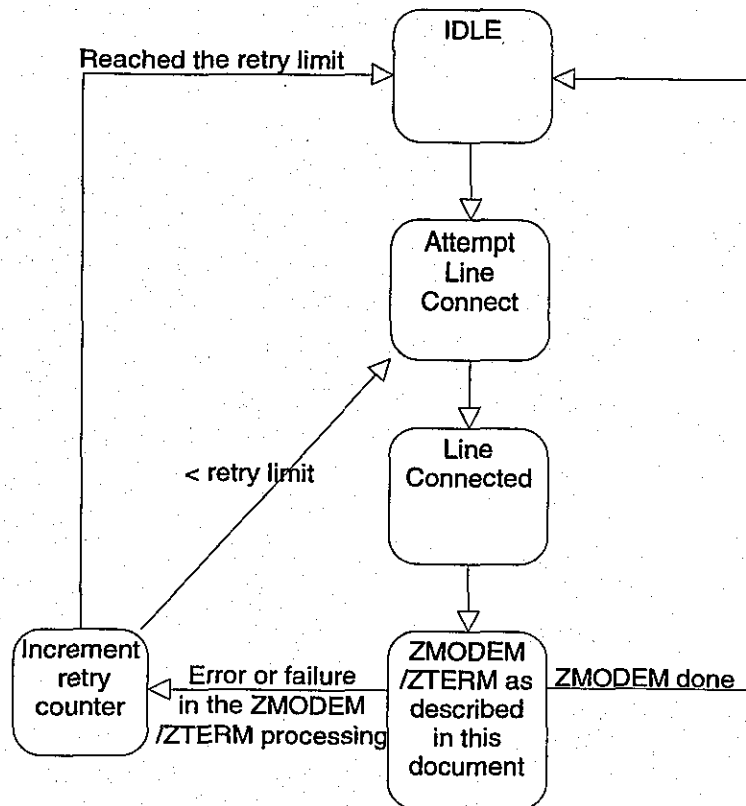 IDLE
Reached the retry limit
Attempt
Line
Connect
Line
Connected
< retry limit
Increment
retry
counter
Error or failure
in the ZMODEM
/ZTERM processing
ZMODEM
/ZTERM as
described
in this
document
ZMODEM done